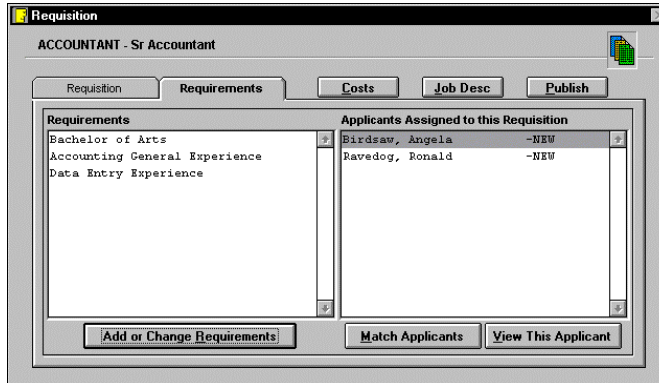 Requisition
ACCOUNTANT - Sr Accountant
Requisition
Requirements
Costs
Job Desc
Publish
Requirements
Applicants Assigned to this Requisition
Bachelor of Arts
Accounting General Experience
Data Entry Experience
Birdsaw, Angela -NEW
Ravedog, Ronald -NEW
Add or Change Requirements
Match Applicants
View This Applicant